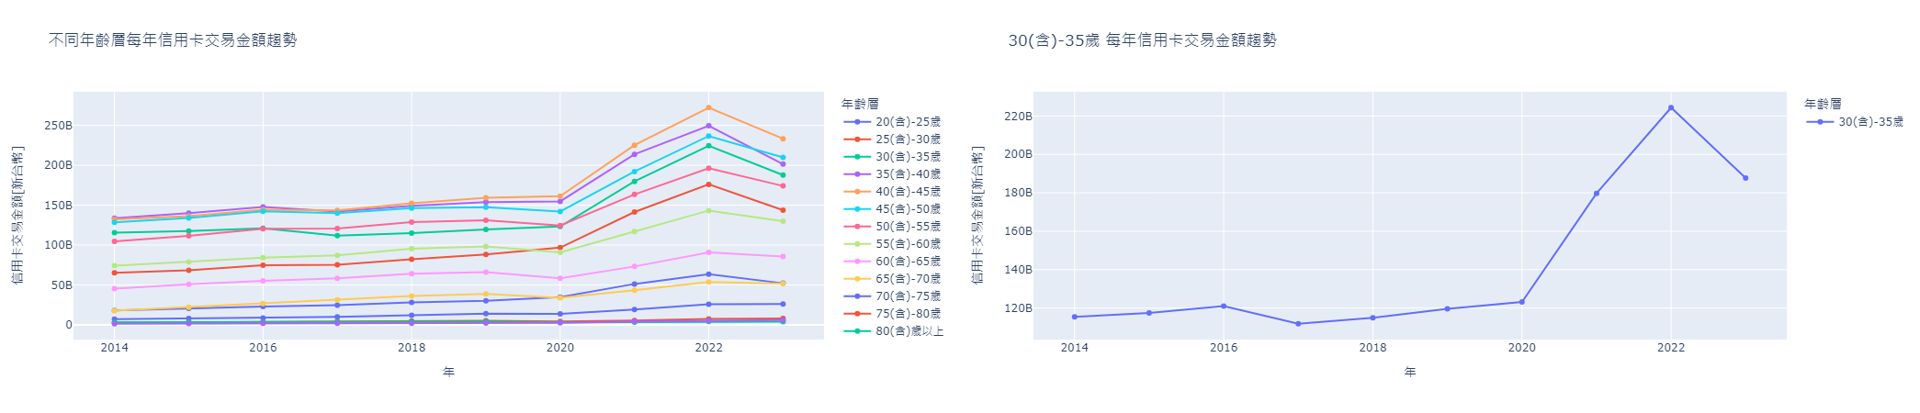 不同年齡層每年信用卡交易金額趨勢
250B
200B
150B
100B
50B
0
信用卡交易金額[新台幣]
2014
2016
2018
2020
2022
年
年齡層
20(含)-25歲
25(含)-30歲
30(含)-35歲
35(含)-40歲
40(含)-45歲
45(含)-50歲
50(含)-55歲
55(含)-60歲
60(含)-65歲
65(含)-70歲
70(含)-75歲
75(含)-80歲
80(含)歲以上
30(含)-35歲 每年信用卡交易金額趨勢
220B
200B
180B
160B
140B
120B
信用卡交易金額[新台幣]
2014
2016
2018
2020
2022
年
年齡層
30(含)-35歲